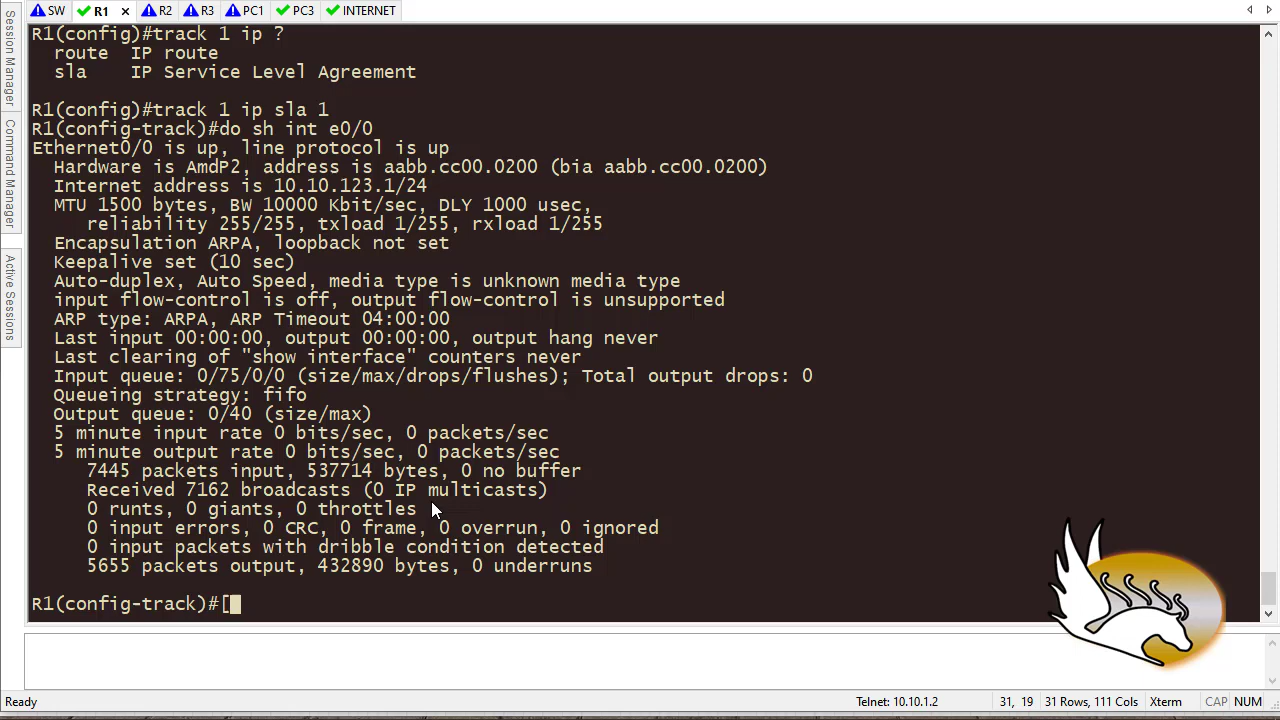 SW R1 × R2 R3 PC1 PC3 INTERNET
Session Manager
Command Manager
Active Sessions
R1(config)#track 1 ip ?
route IP route
sla IP Service Level Agreement
R1(config)#track 1 ip sla 1
R1(config-track)#do sh int e0/0
Ethernet0/0 is up, line protocol is up
Hardware is AmdP2, address is aabb.cc00.0200 (bia aabb.cc00.0200)
Internet address is 10.10.123.1/24
MTU 1500 bytes, BW 10000 Kbit/sec, DLY 1000 usec,
reliability 255/255, txload 1/255, rxload 1/255
Encapsulation ARPA, loopback not set
Keepalive set (10 sec)
Auto-duplex, Auto Speed, media type is unknown media type
input flow-control is off, output flow-control is unsupported
ARP type: ARPA, ARP Timeout 04:00:00
Last input 00:00:00, output 00:00:00, output hang never
Last clearing of "show interface" counters never
Input queue: 0/75/0/0 (size/max/drops/flushes); Total output drops: 0
Queueing strategy: fifo
Output queue: 0/40 (size/max)
5 minute input rate 0 bits/sec, 0 packets/sec
5 minute output rate 0 bits/sec, 0 packets/sec
7445 packets input, 537714 bytes, 0 no buffer
Received 7162 broadcasts (0 IP multicasts)
0 runts, 0 giants, 0 throttles
0 input errors, 0 CRC, 0 frame, 0 overrun, 0 ignored
0 input packets with dribble condition detected
5655 packets output, 432890 bytes, 0 underruns
R1(config-track)#[
Ready Telnet: 10.10.1.2 31, 19 31 Rows, 111 Cols Xterm CAP NUM